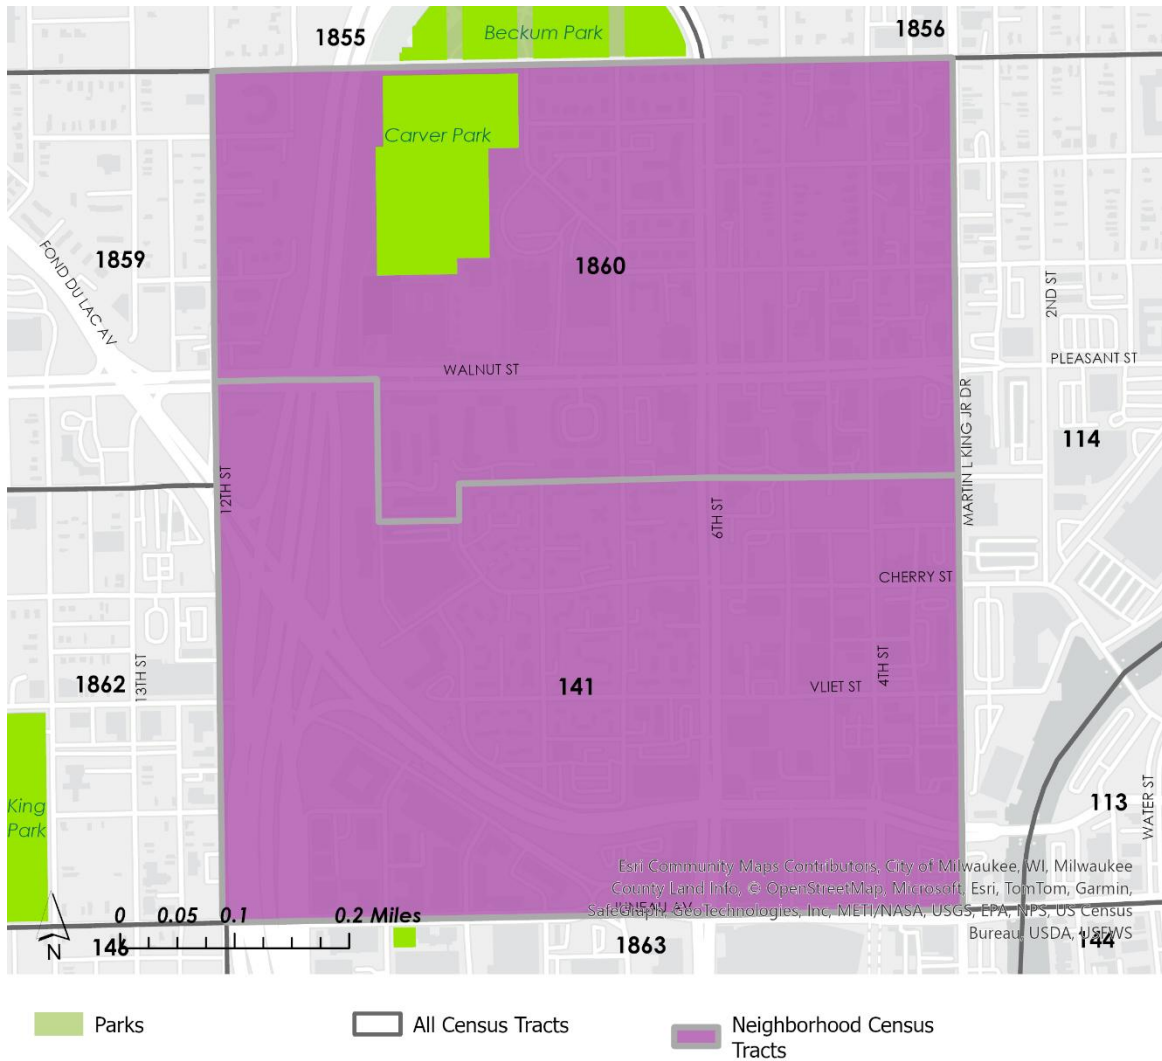 Beckum Park
1855
1856
Carver Park
1859
FOND DU LAC AV
1860
2ND ST
WALNUT ST
PLEASANT ST
MARTIN L KING JR DR
114
12TH ST
6TH ST
CHERRY ST
1862
13TH ST
141
VLIET ST
4TH ST
King
Park
113
WATER ST
Esri Community Maps Contributors, City of Milwaukee, WI, Milwaukee
County Land Info, © OpenStreetMap, Microsoft, Esri, TomTom, Garmin,
SafeGraph, GeoTechnologies, Inc, METI/NASA, USGS, EPA, NPS, US Census
Bureau, USDA, USFWS
JUNEAU AV
0 0.05 0.1 0.2 Miles
N
146
1863
144
Parks
All Census Tracts
Neighborhood Census
Tracts